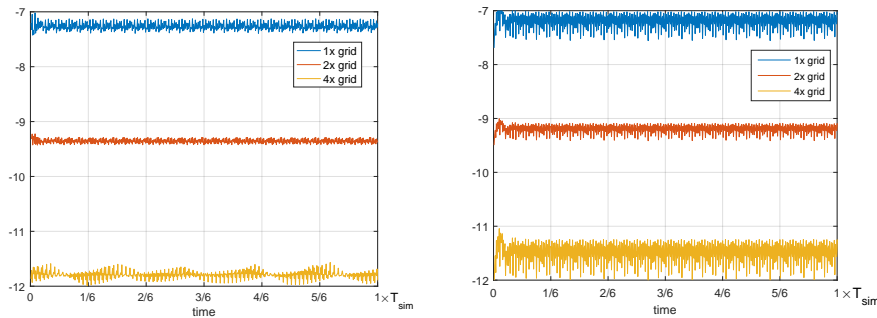 -7
-8
-9
-10
-11
-12
0
1/6
2/6
3/6
4/6
5/6
1
× T_sim
time
1x grid
2x grid
4x grid
-7
-8
-9
-10
-11
-12
0
1/6
2/6
3/6
4/6
5/6
1
× T_sim
time
1x grid
2x grid
4x grid